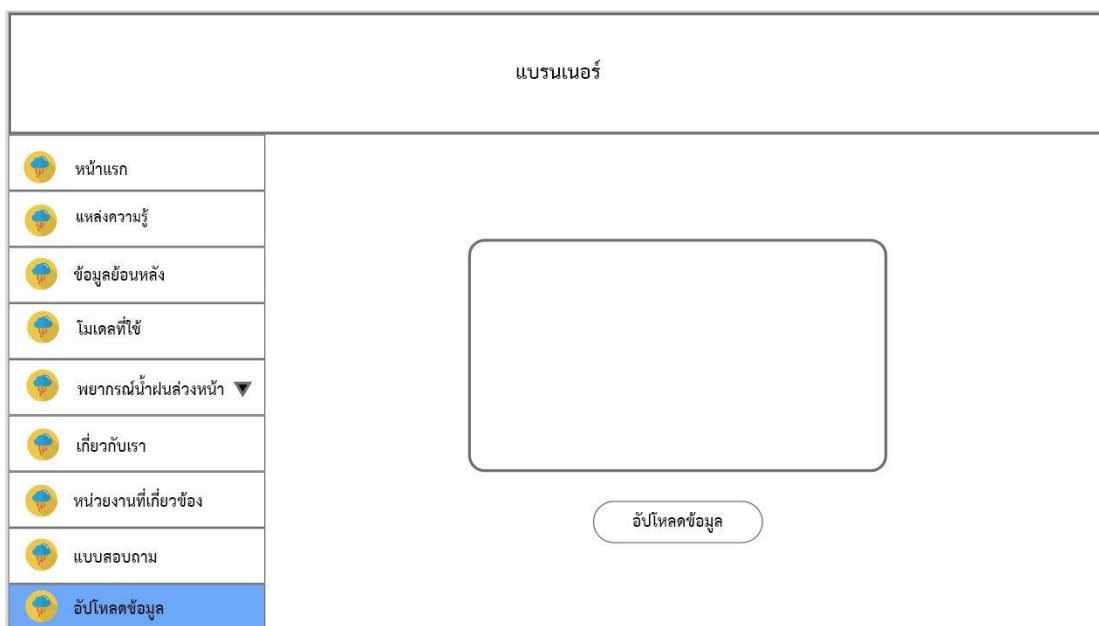 แบรนเนอร์
หน้าแรก
แหล่งความรู้
ข้อมูลย้อนหลัง
โมเดลที่ใช้
พยากรณ์น้ำฝนล่วงหน้า
เกี่ยวกับเรา
หน่วยงานที่เกี่ยวข้อง
แบบสอบถาม
อัปโหลดข้อมูล
อัปโหลดข้อมูล